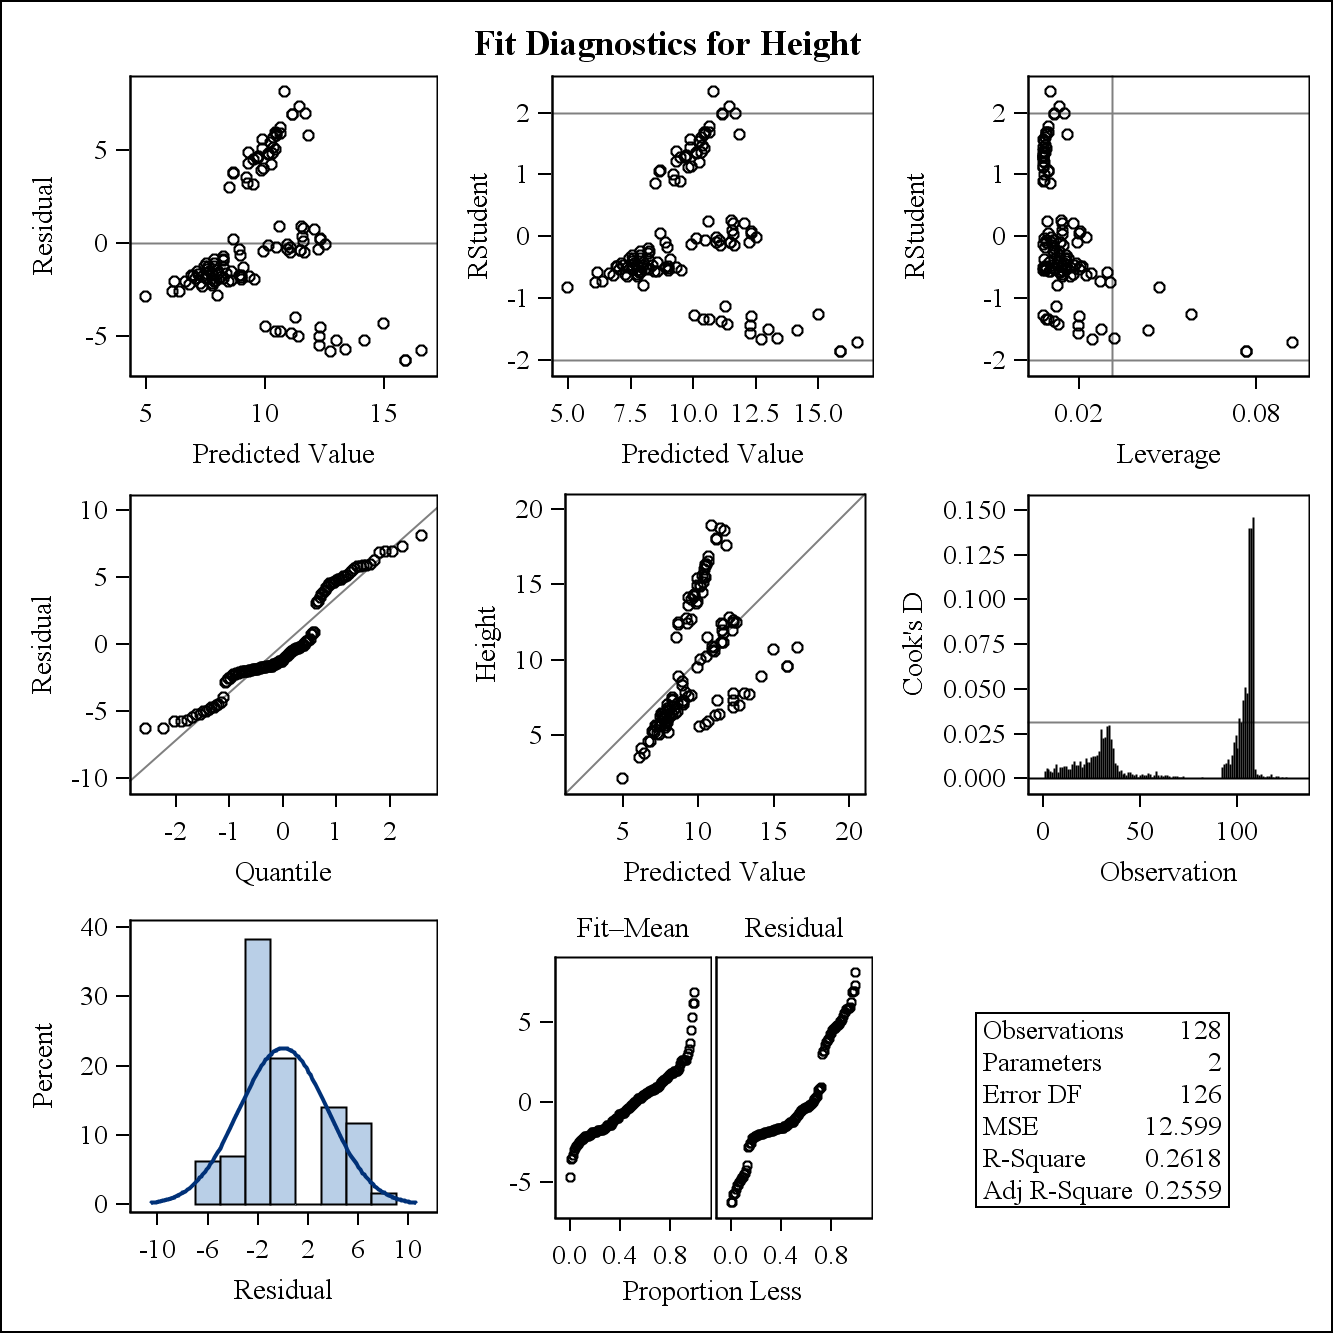 Fit Diagnostics for Height
Residual
5
0
-5
5 10 15
Predicted Value
RStudent
2
1
0
-1
-2
5.0 7.5 10.0 12.5 15.0
Predicted Value
RStudent
2
1
0
-1
-2
0.02 0.08
Leverage
Residual
10
5
0
-5
-10
-2 -1 0 1 2
Quantile
Height
20
15
10
5
5 10 15 20
Predicted Value
Cook's D
0.150
0.125
0.100
0.075
0.050
0.025
0.000
0 50 100
Observation
Percent
40
30
20
10
0
-10 -6 -2 2 6 10
Residual
Fit–Mean Residual
5
0
-5
0.0 0.4 0.8 0.0 0.4 0.8
Proportion Less
Observations 128
Parameters 2
Error DF 126
MSE 12.599
R-Square 0.2618
Adj R-Square 0.2559